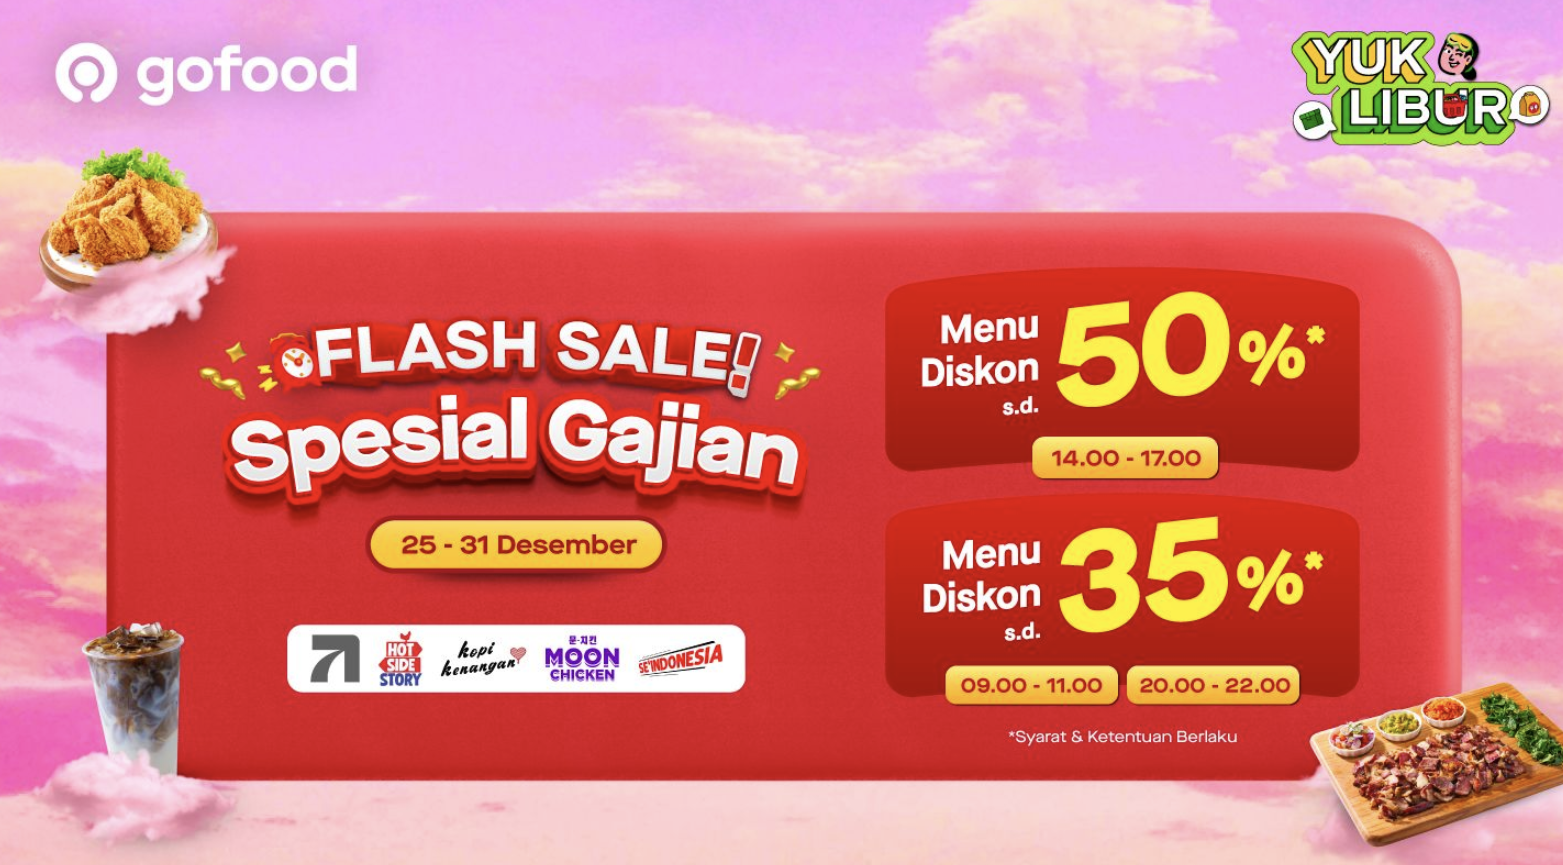 gofood
YUK
LIBUR
FLASH SALE!
Spesial Gajian
25 - 31 Desember
HOT
SIDE
STORY
kopi
kenangan
문·치킨
MOON
CHICKEN
SE'INDONESIA
Menu
Diskon
s.d.
50%*
14.00 - 17.00
Menu
Diskon
s.d.
35%*
09.00 - 11.00
20.00 - 22.00
*Syarat & Ketentuan Berlaku